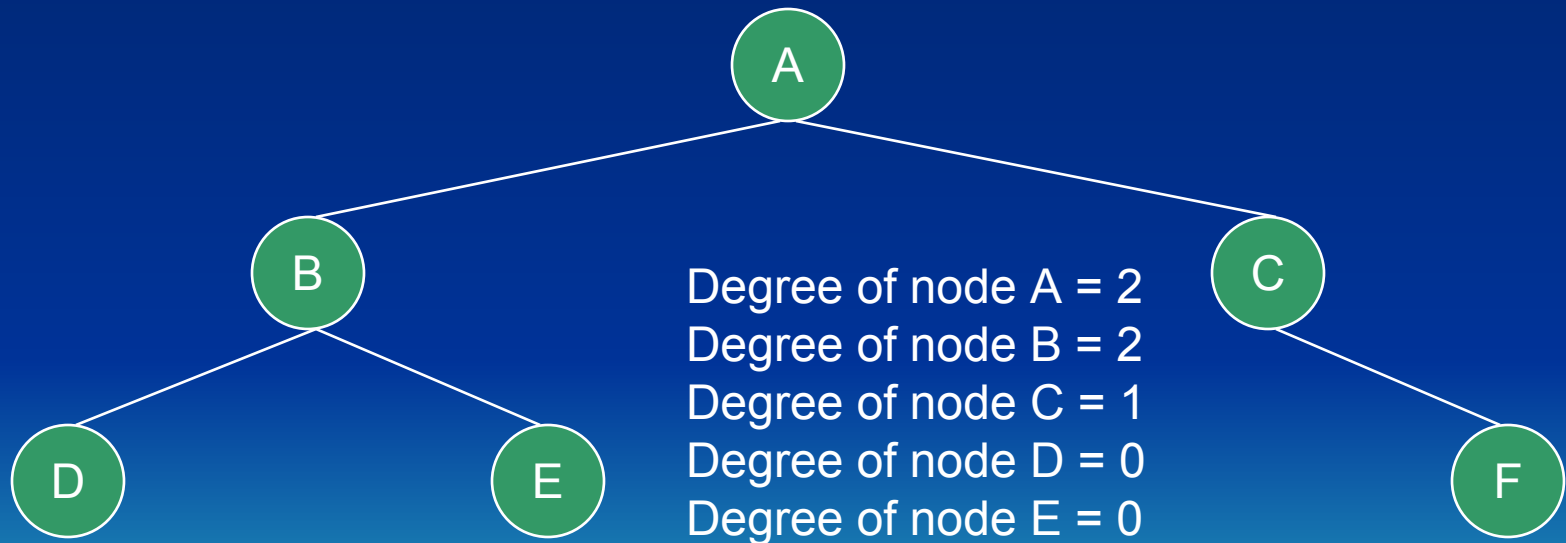 A
B
C
Degree of node A = 2
Degree of node B = 2
Degree of node C = 1
Degree of node D = 0
Degree of node E = 0
D
E
F